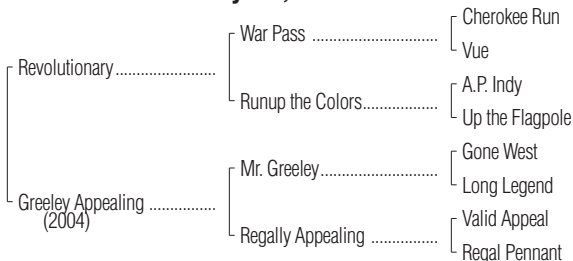 Cherokee Run
War Pass ..............................
Vue
Revolutionary........................
A.P. Indy
Runup the Colors..................
Up the Flagpole
Gone West
Mr. Greeley............................
Long Legend
Greeley Appealing ................
(2004)
Valid Appeal
Regally Appealing ................
Regal Pennant